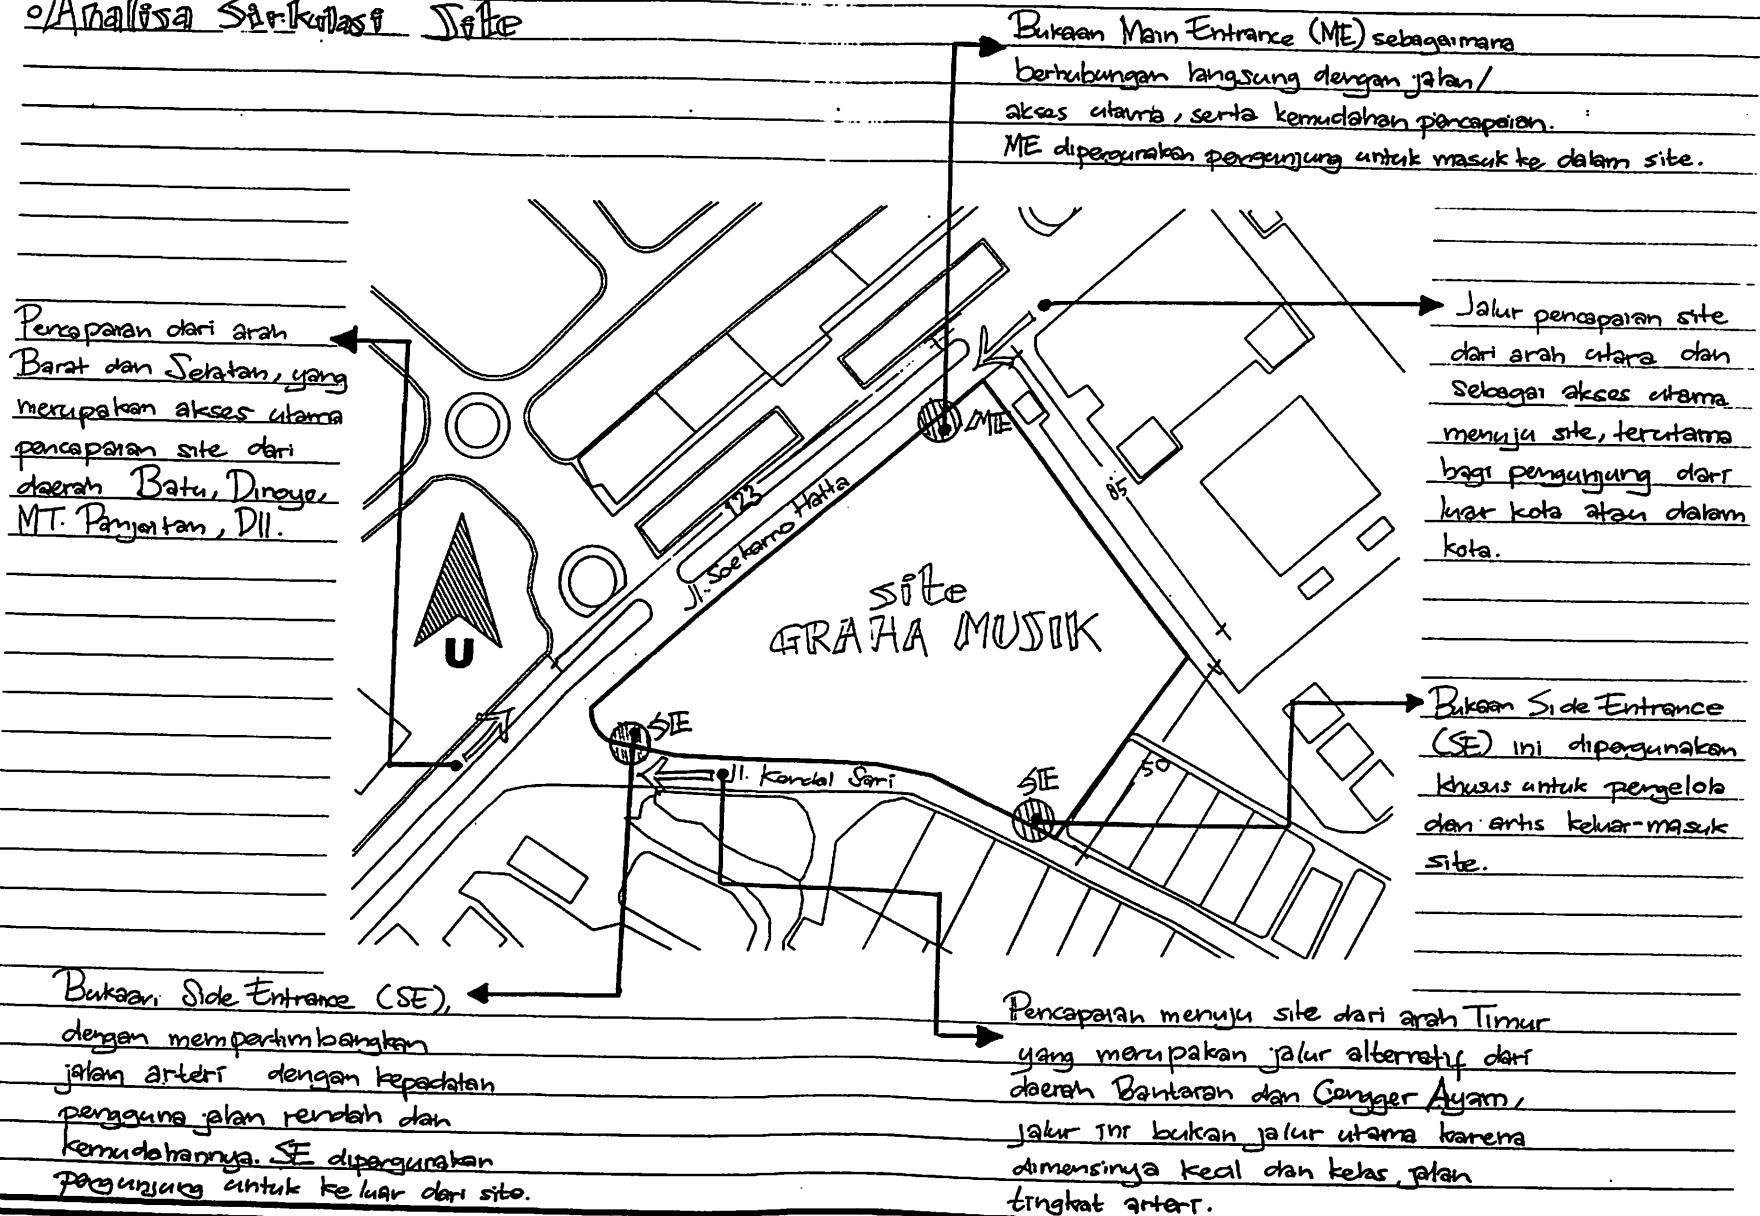 Analisa Sirkulasi Site
Bukaan Main Entrance (ME) sebagaimana
berhubungan langsung dengan jalan/
akses utama, serta kemudahan pencapaian.
ME dipergunakan pengunjung untuk masuk ke dalam site.
Pencapaian dari arah
Barat dan Selatan, yang
merupakan akses utama
pencapaian site dari
daerah Batu, Dinoyo,
MT. Panjaitan, Dll.
Jalur pencapaian site
dari arah utara dan
sebagai akses utama
menuju site, terutama
bagi pengunjung dari
luar kota atau dalam
kota.
ME
123
Jl. Soekarno Hatta
85
site
GRAHA MUSIK
U
SE
Jl. Kendal Sari
SE
50
Bukaan Side Entrance
(SE) ini dipergunakan
khusus untuk pengelola
dan artis keluar-masuk
site.
Bukaan Side Entrance (SE),
dengan mempertimbangkan
jalan arteri dengan kepadatan
pengguna jalan rendah dan
kemudahannya. SE dipergunakan
pengunjung untuk keluar dari site.
Pencapaian menuju site dari arah Timur
yang merupakan jalur alternatif dari
daerah Bantaran dan Cengger Ayam,
jalur ini bukan jalur utama karena
dimensinya kecil dan kelas jalan
tingkat arteri.